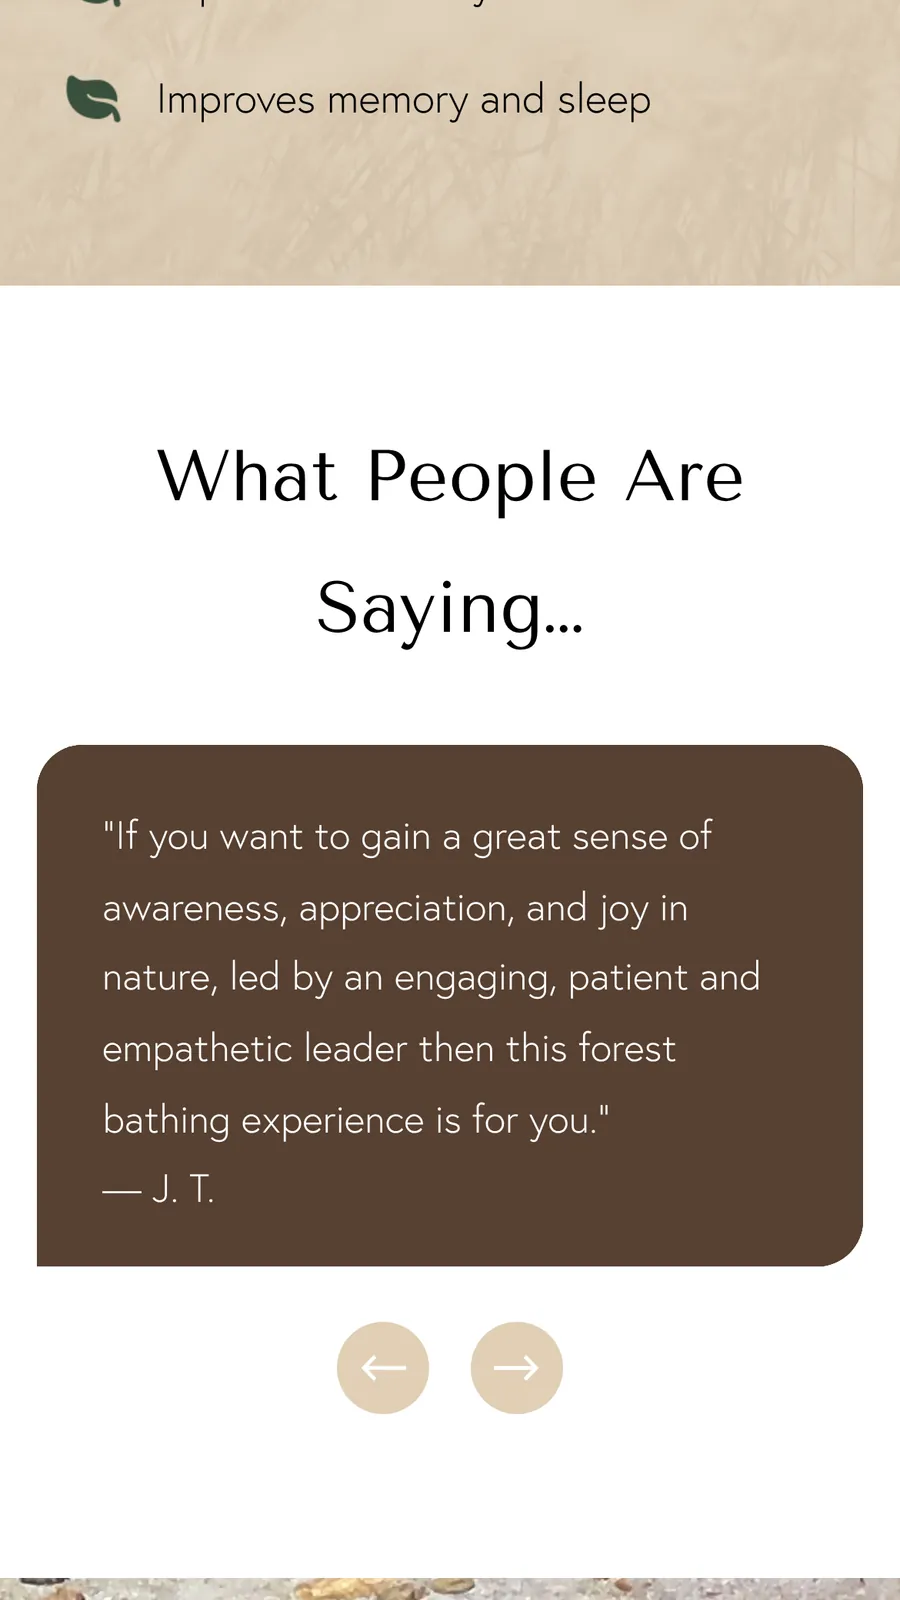 Improves memory and sleep
What People Are
Saying...
"If you want to gain a great sense of
awareness, appreciation, and joy in
nature, led by an engaging, patient and
empathetic leader then this forest
bathing experience is for you."
— J. T.